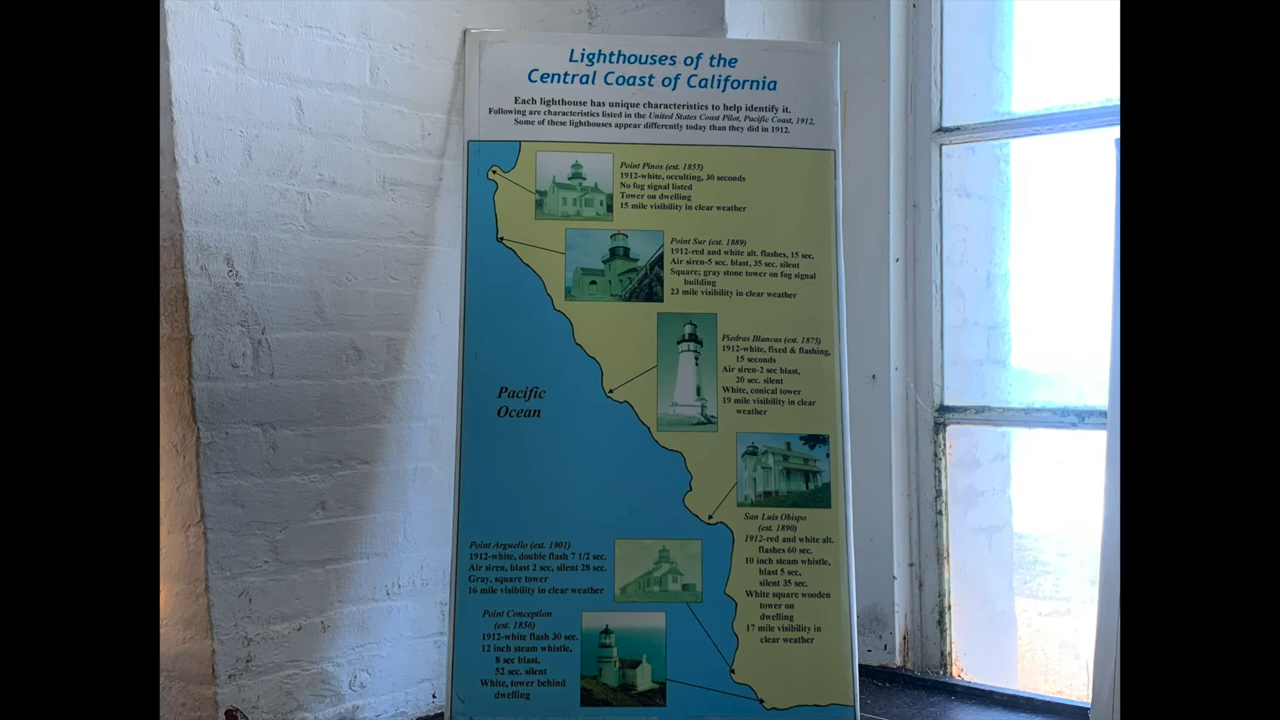 Lighthouses of the
Central Coast of California
Each lighthouse has unique characteristics to help identify it.
Following are characteristics listed in the United States Coast Pilot, Pacific Coast, 1912.
Some of these lighthouses appear differently today than they did in 1912.
Point Pinos (est. 1855)
1912-white, occulting, 30 seconds
No fog signal listed
Tower on dwelling
15 mile visibility in clear weather
Point Sur (est. 1889)
1912-red and white alt. flashes, 15 sec.
Air siren-5 sec. blast, 35 sec. silent
Square; gray stone tower on fog signal
building
23 mile visibility in clear weather
Piedras Blancas (est. 1875)
1912-white, fixed & flashing,
15 seconds
Air siren-2 sec blast,
20 sec. silent
White, conical tower
19 mile visibility in clear
weather
Pacific
Ocean
San Luis Obispo
(est. 1890)
1912-red and white alt.
flashes 60 sec.
10 inch steam whistle,
blast 5 sec,
silent 35 sec.
White square wooden
tower on
dwelling
17 mile visibility in
clear weather
Point Arguello (est. 1901)
1912-white, double flash 7 1/2 sec.
Air siren, blast 2 sec, silent 28 sec.
Gray, square tower
16 mile visibility in clear weather
Point Conception
(est. 1856)
1912-white flash 30 sec.
12 inch steam whistle,
8 sec blast,
52 sec. silent
White, tower behind
dwelling